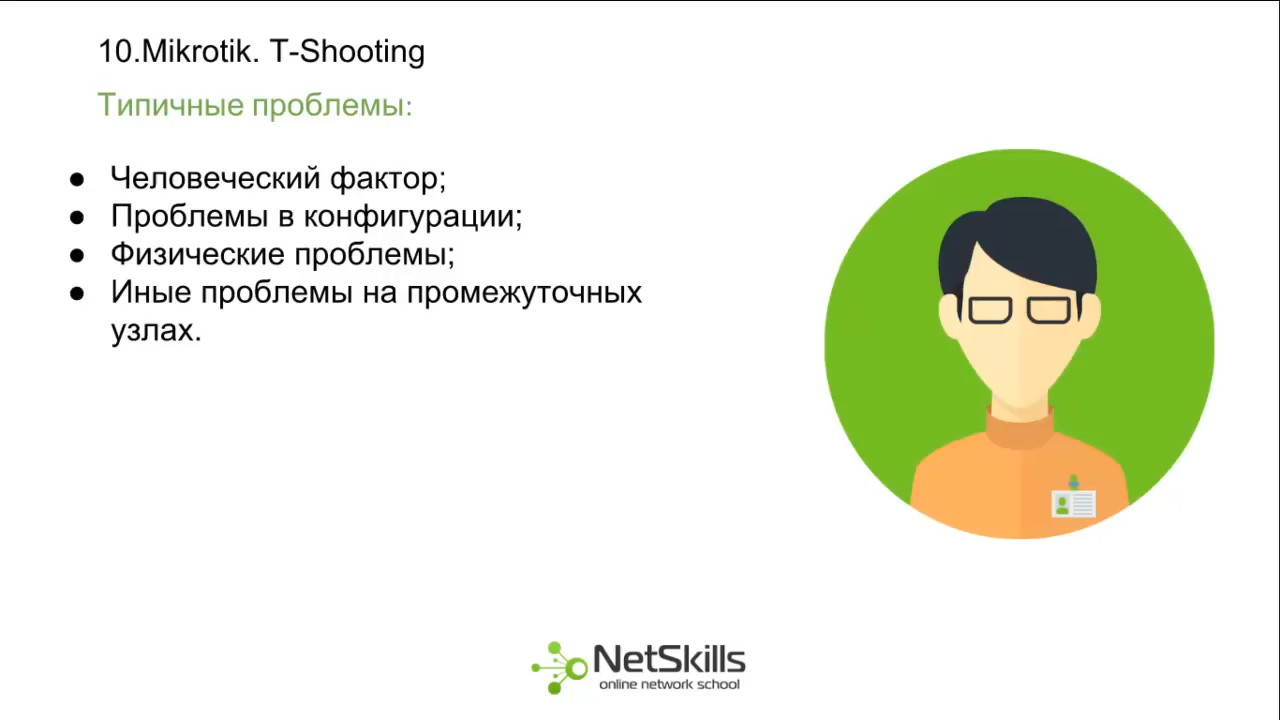 10.Mikrotik. T-Shooting
Типичные проблемы:
● Человеческий фактор;
● Проблемы в конфигурации;
● Физические проблемы;
● Иные проблемы на промежуточных
узлах.
NetSkills
online network school